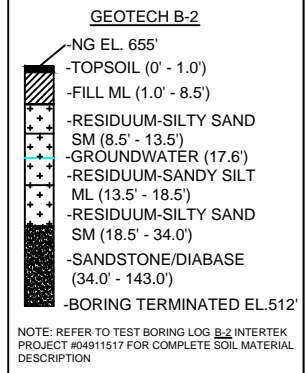 GEOTECH B-2
-NG EL. 655'
-TOPSOIL (0' - 1.0')
-FILL ML (1.0' - 8.5')
-RESIDUUM-SILTY SAND
SM (8.5' - 13.5')
-GROUNDWATER (17.6')
-RESIDUUM-SANDY SILT
ML (13.5' - 18.5')
-RESIDUUM-SILTY SAND
SM (18.5' - 34.0')
-SANDSTONE/DIABASE
(34.0' - 143.0')
-BORING TERMINATED EL.512'
NOTE: REFER TO TEST BORING LOG B-2 INTERTEK
PROJECT #04911517 FOR COMPLETE SOIL MATERIAL
DESCRIPTION